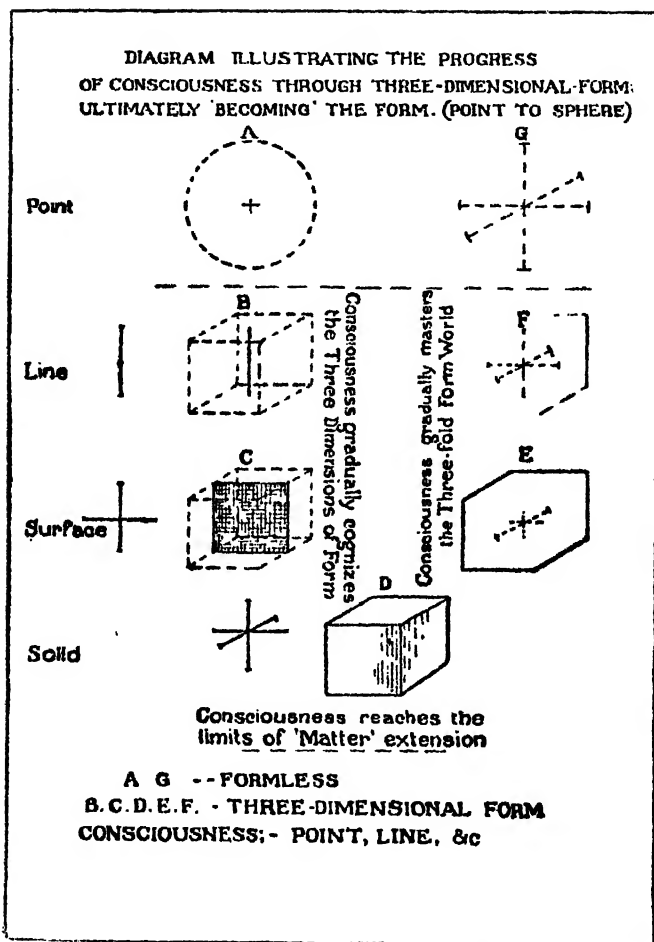 DIAGRAM ILLUSTRATING THE PROGRESS
OF CONSCIOUSNESS THROUGH THREE-DIMENSIONAL-FORM;
ULTIMATELY 'BECOMING' THE FORM. (POINT TO SPHERE)
A
G
Point
B
F
Line
Consciousness gradually cognizes
the Three Dimensions of Form
Consciousness gradually masters
the Three-fold Form World
C
E
Surface
D
Solid
Consciousness reaches the
limits of 'Matter' extension
A G --FORMLESS
B.C.D.E.F. - THREE-DIMENSIONAL FORM
CONSCIOUSNESS;- POINT, LINE, &c